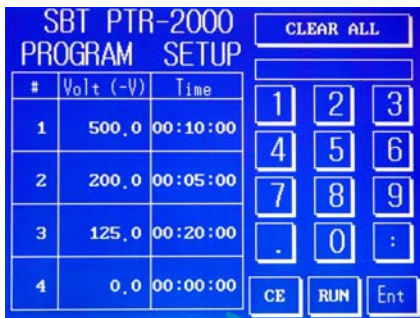 SBT PTR-2000
PROGRAM SETUP
CLEAR ALL
# Volt (-V) Time
1 500.0 00:10:00
2 200.0 00:05:00
3 125.0 00:20:00
4 0.0 00:00:00
1 2 3
4 5 6
7 8 9
. 0 :
CE RUN Ent